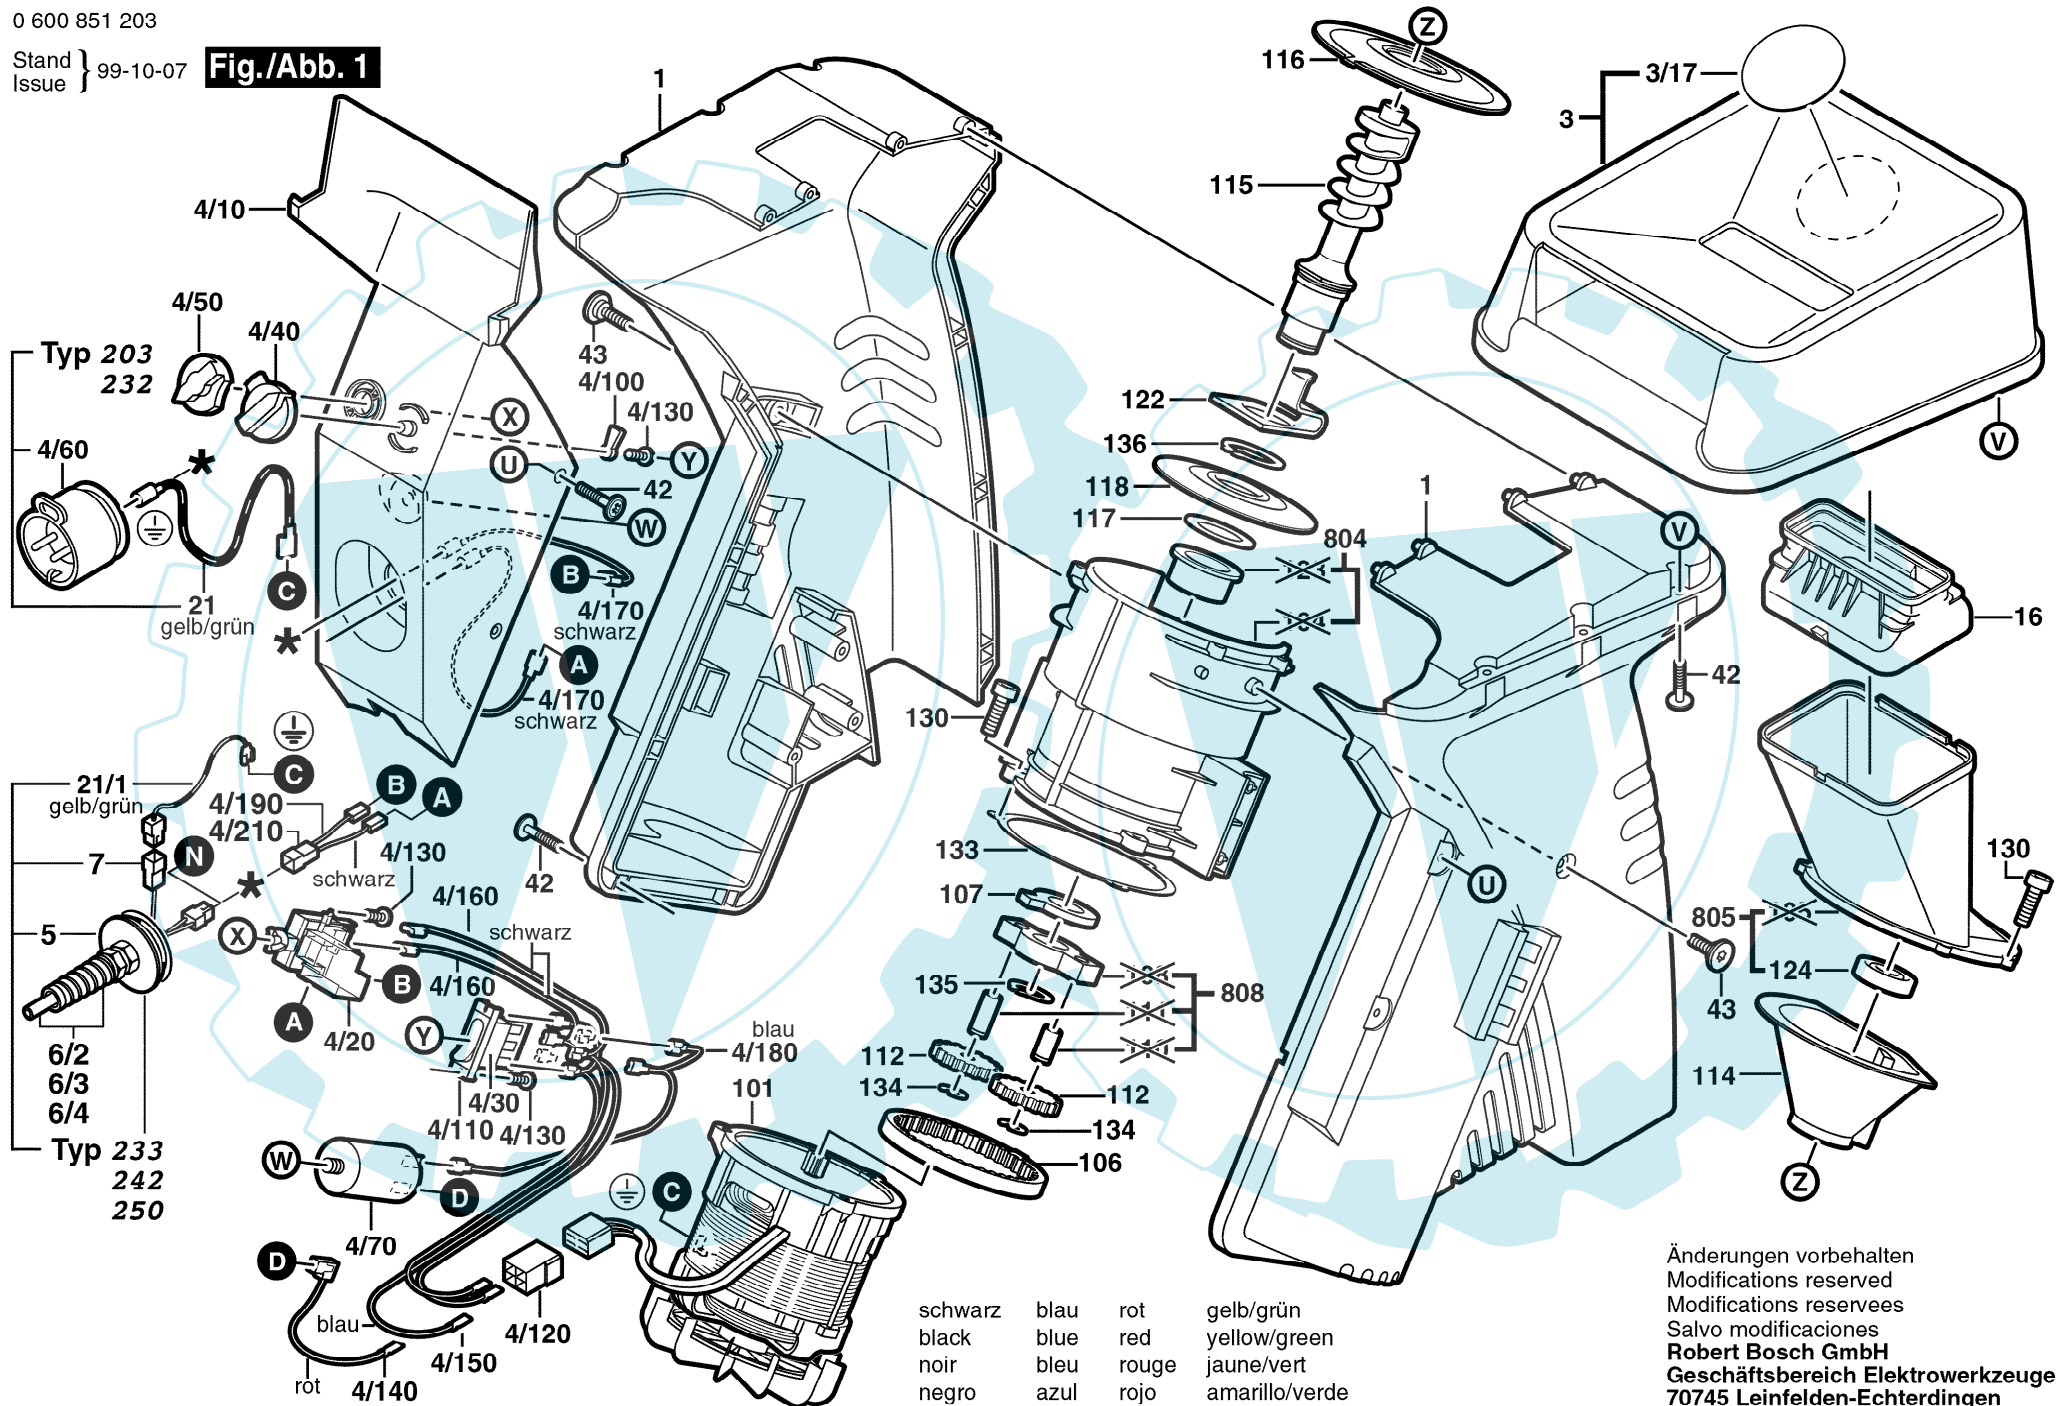 0 600 851 203
Stand
Issue
99-10-07
Fig./Abb. 1
1
4/10
4/50
4/40
Typ 203
232
4/60
*
C
21
gelb/grün
*
43
4/100
4/130
X
U
Y
42
W
B
4/170
schwarz
A
4/170
schwarz
116
Z
115
3/17
3
V
122
136
118
117
804
1
V
42
16
130
133
107
135
112
134
808
112
134
106
U
43
805
124
130
114
Z
21/1
gelb/grün
C
B
A
4/190
4/210
schwarz
7
N
*
5
6/2
6/3
6/4
Typ 233
242
250
4/130
4/160
schwarz
X
4/160
B
A
4/20
Y
blau
4/180
101
4/30
4/110
4/130
W
D
4/70
C
D
blau
rot
4/140
4/150
4/120
schwarz blau rot gelb/grün
black blue red yellow/green
noir bleu rouge jaune/vert
negro azul rojo amarillo/verde
Änderungen vorbehalten
Modifications reserved
Modifications reservees
Salvo modificaciones
Robert Bosch GmbH
Geschäftsbereich Elektrowerkzeuge
70745 Leinfelden-Echterdingen